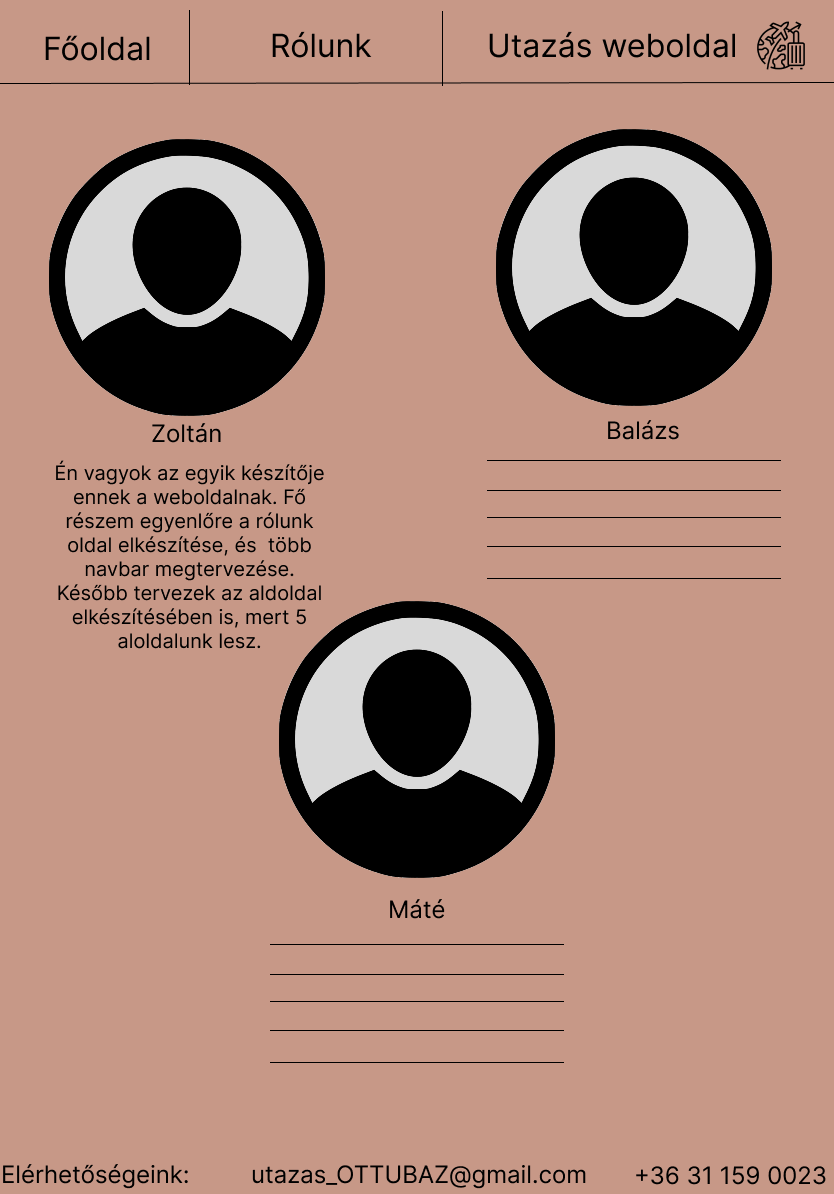 Főoldal
Rólunk
Utazás weboldal
Zoltán
Én vagyok az egyik készítője
ennek a weboldalnak. Fő
részem egyenlőre a rólunk
oldal elkészítése, és  több
navbar megtervezése.
Később tervezek az aldoldal
elkészítésében is, mert 5
aloldalunk lesz.
Balázs
Máté
Elérhetőségeink:
utazas_OTTUBAZ@gmail.com
+36 31 159 0023